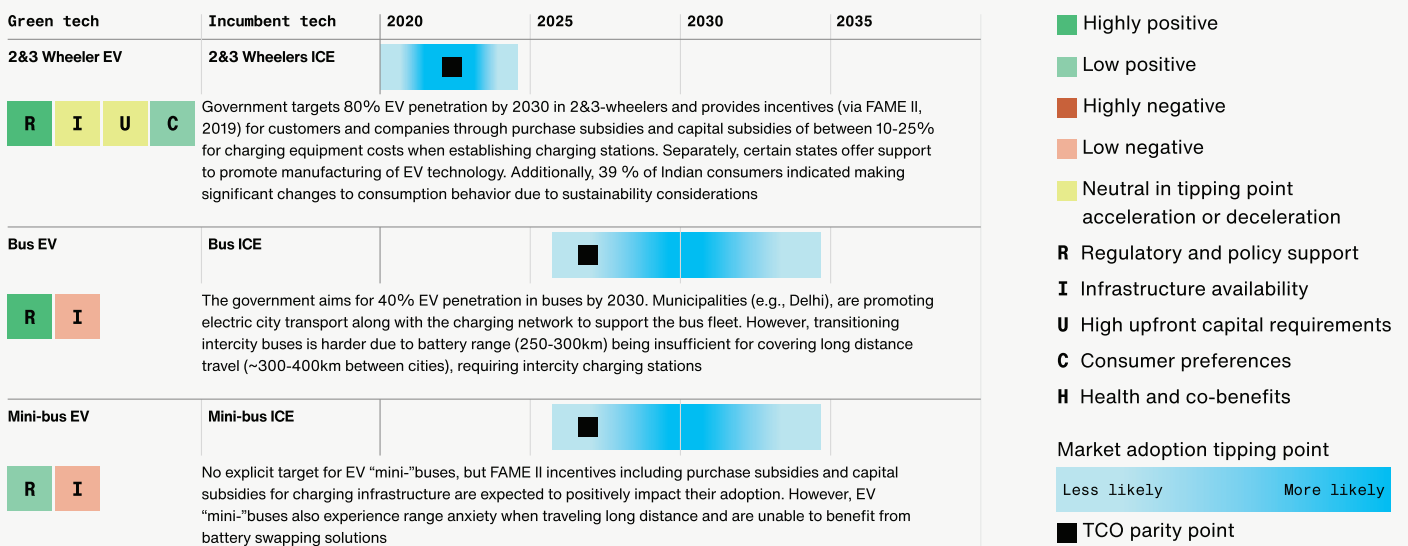 Green tech
Incumbent tech
2020
2025
2030
2035
2&3 Wheeler EV
2&3 Wheelers ICE
R I U C
Government targets 80% EV penetration by 2030 in 2&3-wheelers and provides incentives (via FAME II,
2019) for customers and companies through purchase subsidies and capital subsidies of between 10-25%
for charging equipment costs when establishing charging stations. Separately, certain states offer support
to promote manufacturing of EV technology. Additionally, 39 % of Indian consumers indicated making
significant changes to consumption behavior due to sustainability considerations
Bus EV
Bus ICE
R I
The government aims for 40% EV penetration in buses by 2030. Municipalities (e.g., Delhi), are promoting
electric city transport along with the charging network to support the bus fleet. However, transitioning
intercity buses is harder due to battery range (250-300km) being insufficient for covering long distance
travel (~300-400km between cities), requiring intercity charging stations
Mini-bus EV
Mini-bus ICE
R I
No explicit target for EV “mini-”buses, but FAME II incentives including purchase subsidies and capital
subsidies for charging infrastructure are expected to positively impact their adoption. However, EV
“mini-”buses also experience range anxiety when traveling long distance and are unable to benefit from
battery swapping solutions
Highly positive
Low positive
Highly negative
Low negative
Neutral in tipping point
acceleration or deceleration
R Regulatory and policy support
I Infrastructure availability
U High upfront capital requirements
C Consumer preferences
H Health and co-benefits
Market adoption tipping point
Less likely
More likely
TCO parity point